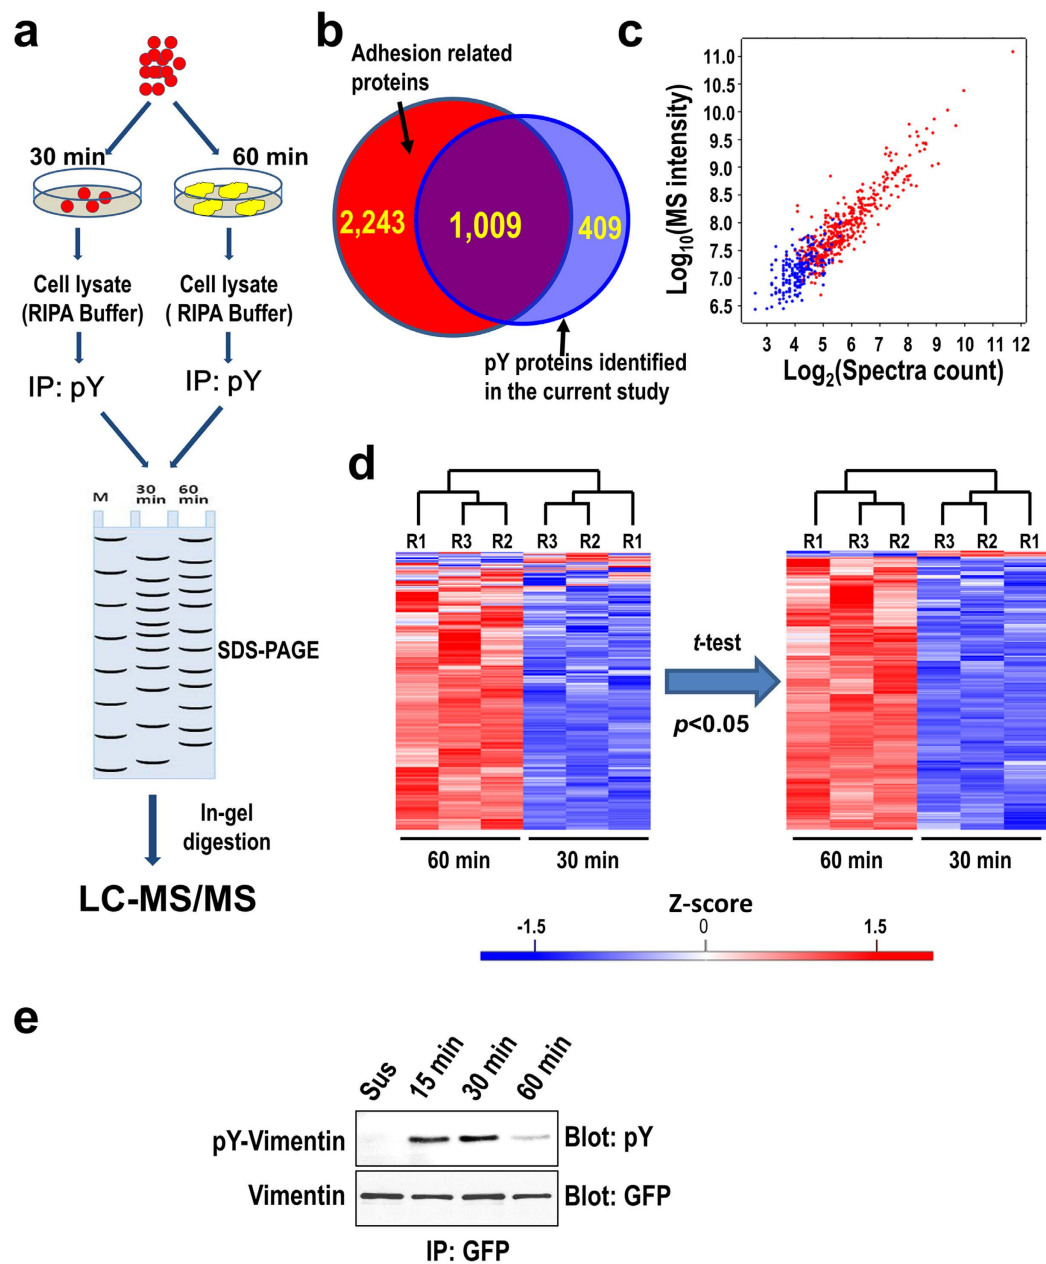 a
30 min
60 min
Cell lysate
(RIPA Buffer)
Cell lysate
( RIPA Buffer)
IP: pY
IP: pY
M
30
min
60
min
SDS-PAGE
In-gel
digestion
LC-MS/MS
b
Adhesion related
proteins
2,243
1,009
409
pY proteins identified
in the current study
c
Log10(MS intensity)
11.0
10.5
10.0
9.5
9.0
8.5
8.0
7.5
7.0
6.5
3 4 5 6 7 8 9 10 11 12
Log2(Spectra count)
d
R1 R3 R2 R3 R2 R1
60 min
30 min
t-test
p<0.05
R1 R3 R2 R3 R2 R1
60 min
30 min
Z-score
-1.5 0 1.5
e
Sus
15 min
30 min
60 min
pY-Vimentin
Blot: pY
Vimentin
Blot: GFP
IP: GFP